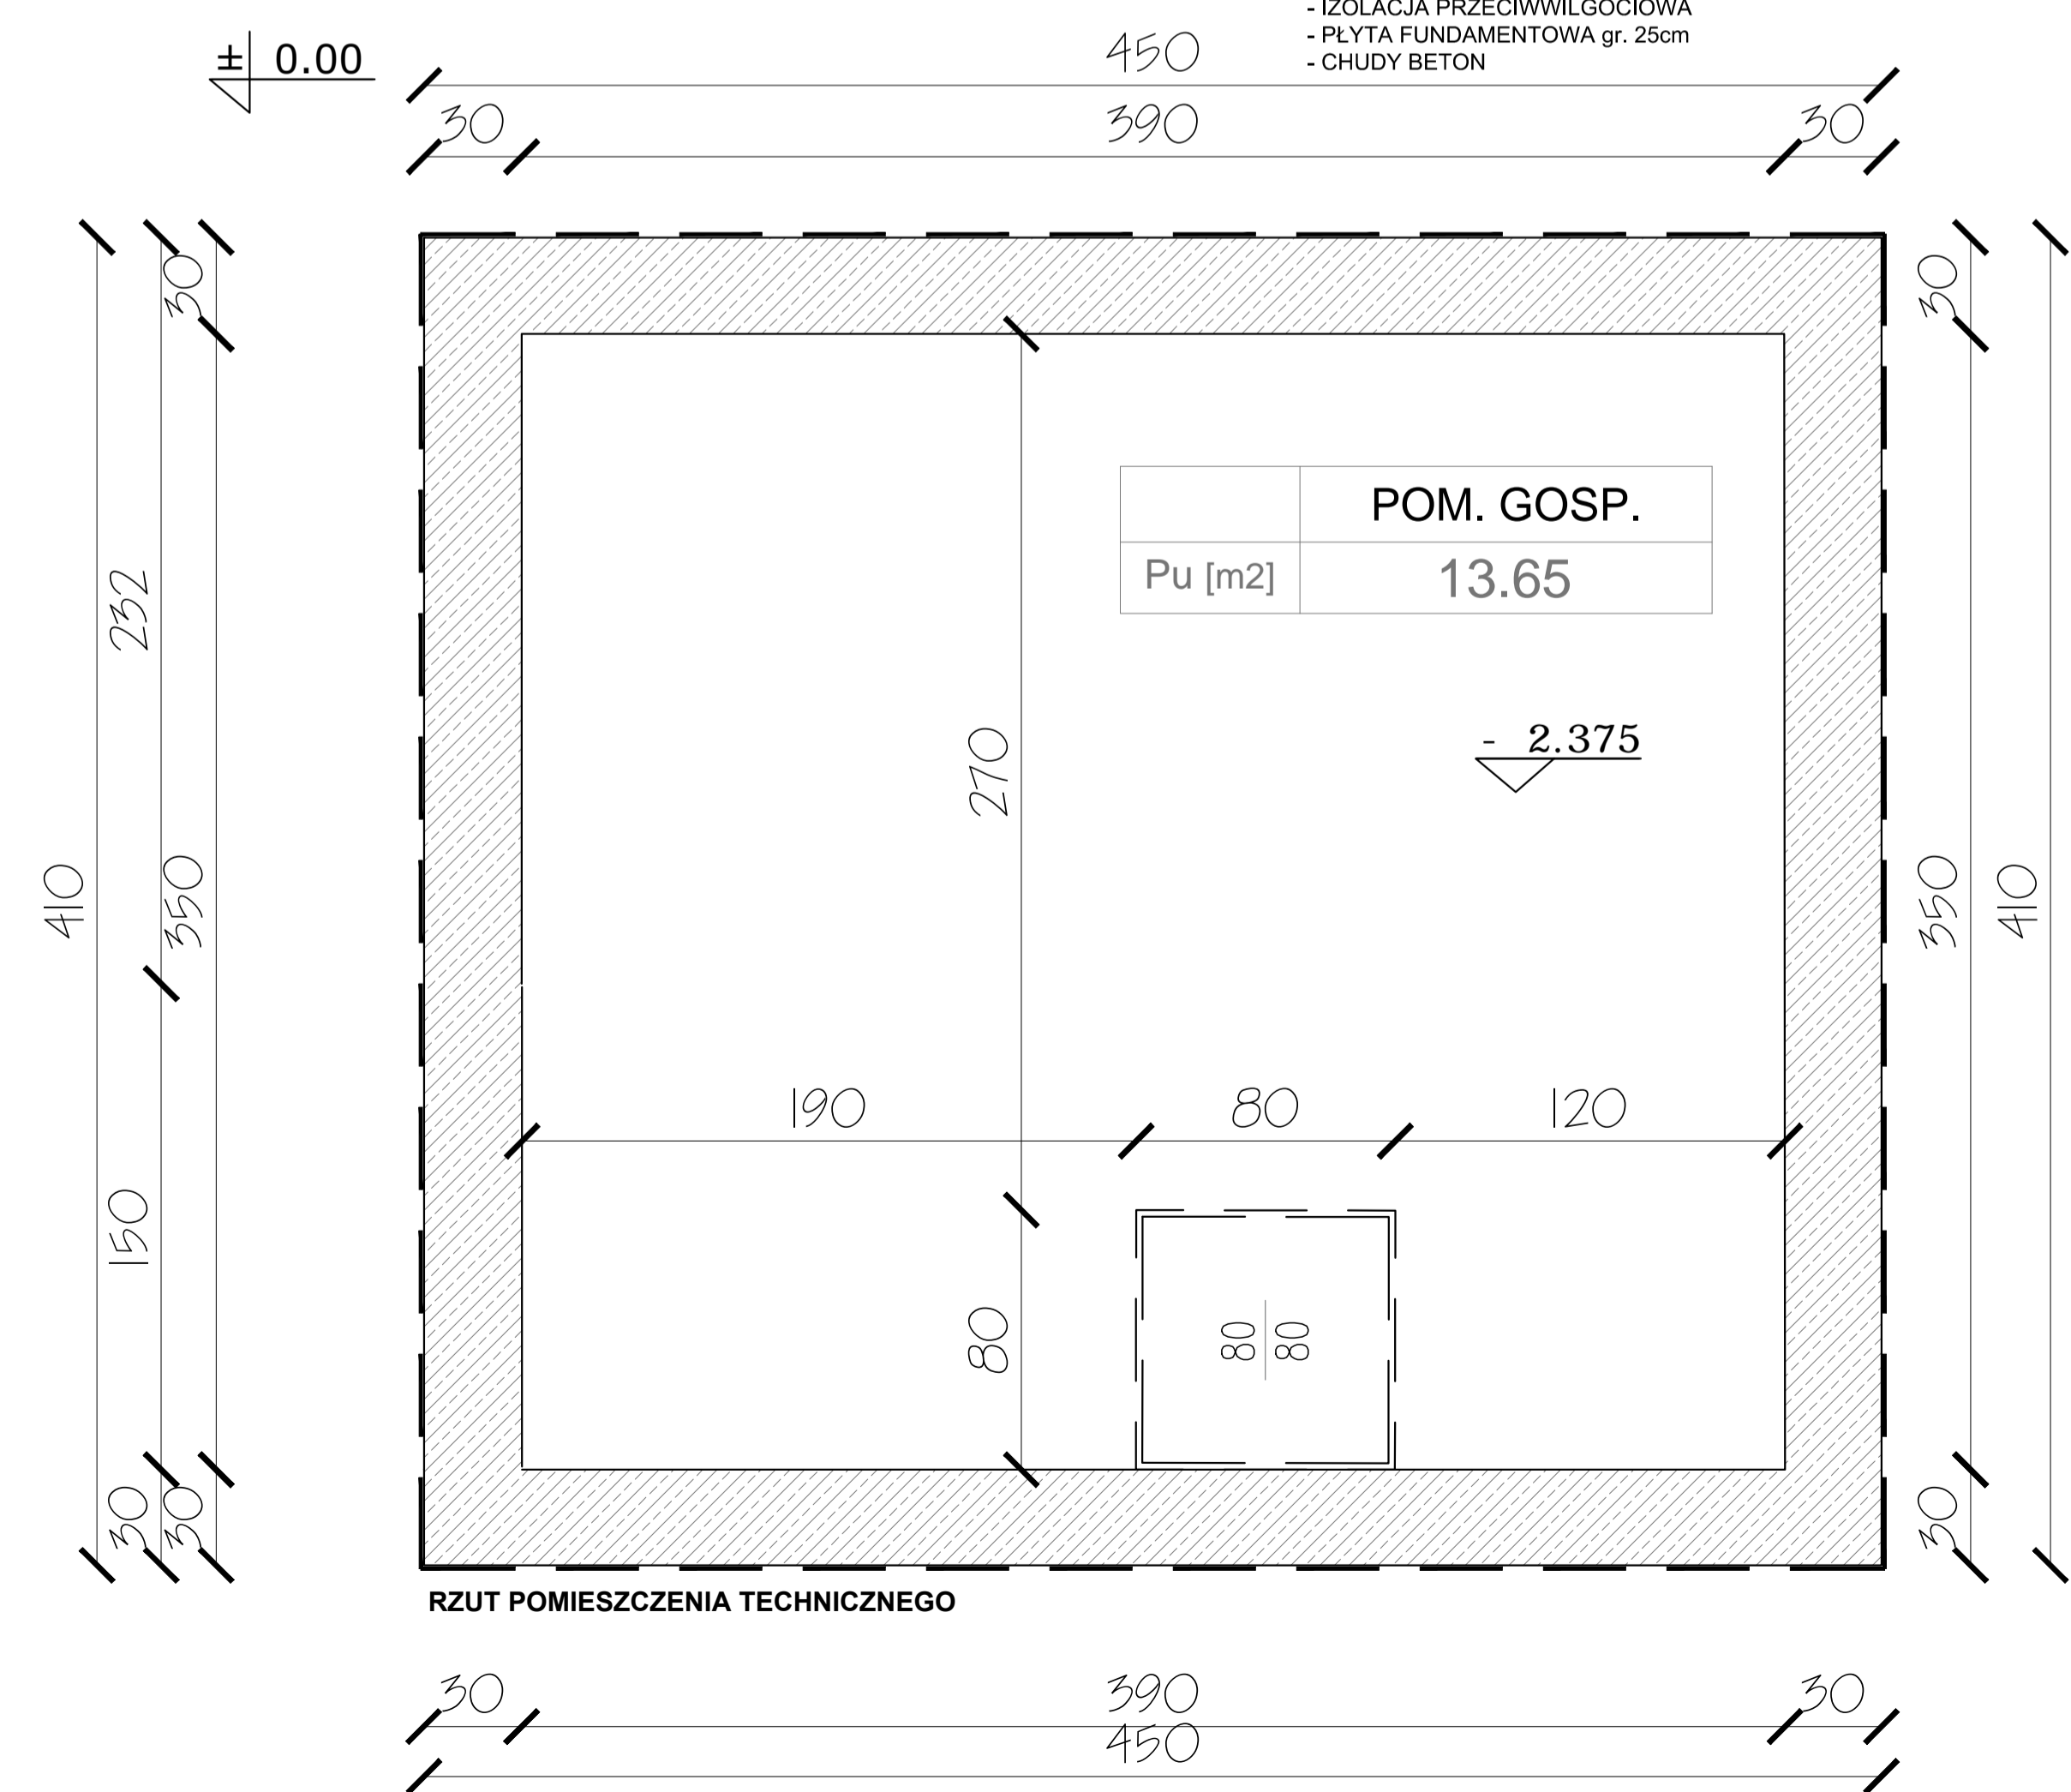 - IZOLACJA PRZECIWWILGOCIOWA
- PŁYTA FUNDAMENTOWA gr. 25cm
- CHUDY BETON
± 0.00
450
30 390 30
30
30
232
POM. GOSP.
Pu [m2] 13.65
- 2.375
270
410
350
350
410
190 80 120
150
80
80
80
30
30
30
RZUT POMIESZCZENIA TECHNICZNEGO
30 390 30
450